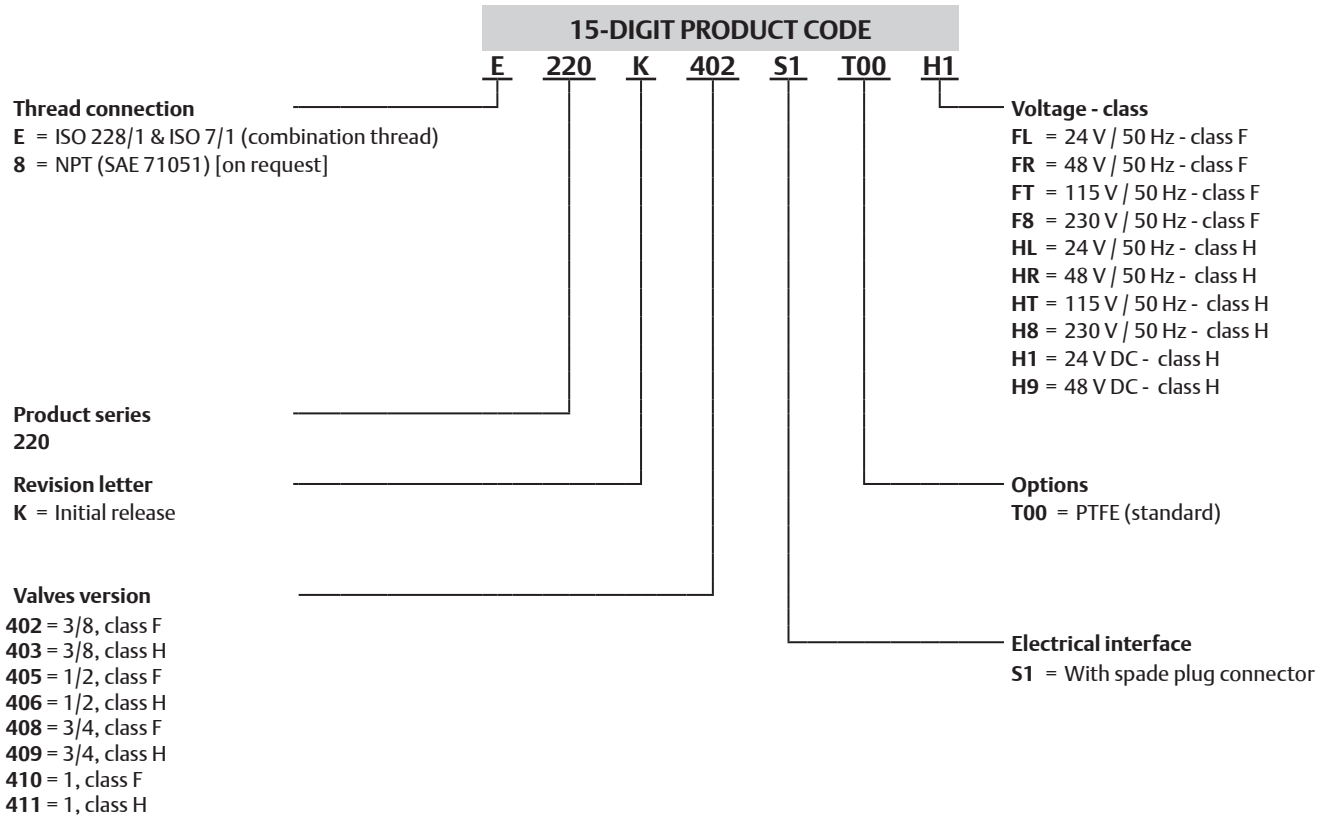 15-DIGIT PRODUCT CODE
E 220 K 402 S1 T00 H1
Thread connection
E = ISO 228/1 & ISO 7/1 (combination thread)
8 = NPT (SAE 71051) [on request]
Product series
220
Revision letter
K = Initial release
Valves version
402 = 3/8, class F
403 = 3/8, class H
405 = 1/2, class F
406 = 1/2, class H
408 = 3/4, class F
409 = 3/4, class H
410 = 1, class F
411 = 1, class H
Voltage - class
FL = 24 V / 50 Hz - class F
FR = 48 V / 50 Hz - class F
FT = 115 V / 50 Hz - class F
F8 = 230 V / 50 Hz - class F
HL = 24 V / 50 Hz - class H
HR = 48 V / 50 Hz - class H
HT = 115 V / 50 Hz - class H
H8 = 230 V / 50 Hz - class H
H1 = 24 V DC - class H
H9 = 48 V DC - class H
Options
T00 = PTFE (standard)
Electrical interface
S1 = With spade plug connector